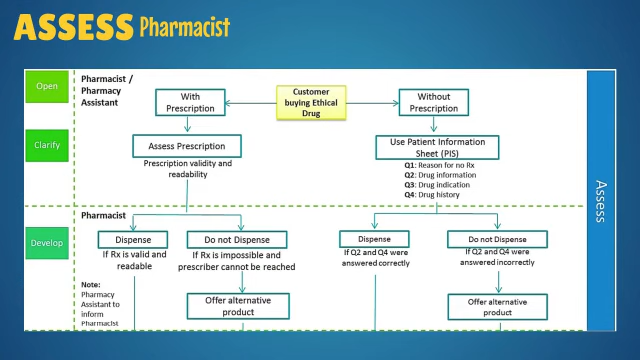 ASSESS Pharmacist
Open
Pharmacist /
Pharmacy
Assistant
With
Prescription
Customer
buying Ethical
Drug
Without
Prescription
Clarify
Assess Prescription
Prescription validity and
readability
Use Patient Information
Sheet (PIS)
Q1: Reason for no Rx
Q2: Drug information
Q3: Drug indication
Q4: Drug history
Assess
Pharmacist
Develop
Dispense
If Rx is valid and
readable
Do not Dispense
If Rx is impossible and
prescriber cannot be reached
Dispense
If Q2 and Q4 were
answered correctly
Do not Dispense
If Q2 and Q4 were
answered incorrectly
Note:
Pharmacy
Assistant to
inform
Pharmacist
Offer alternative
product
Offer alternative
product